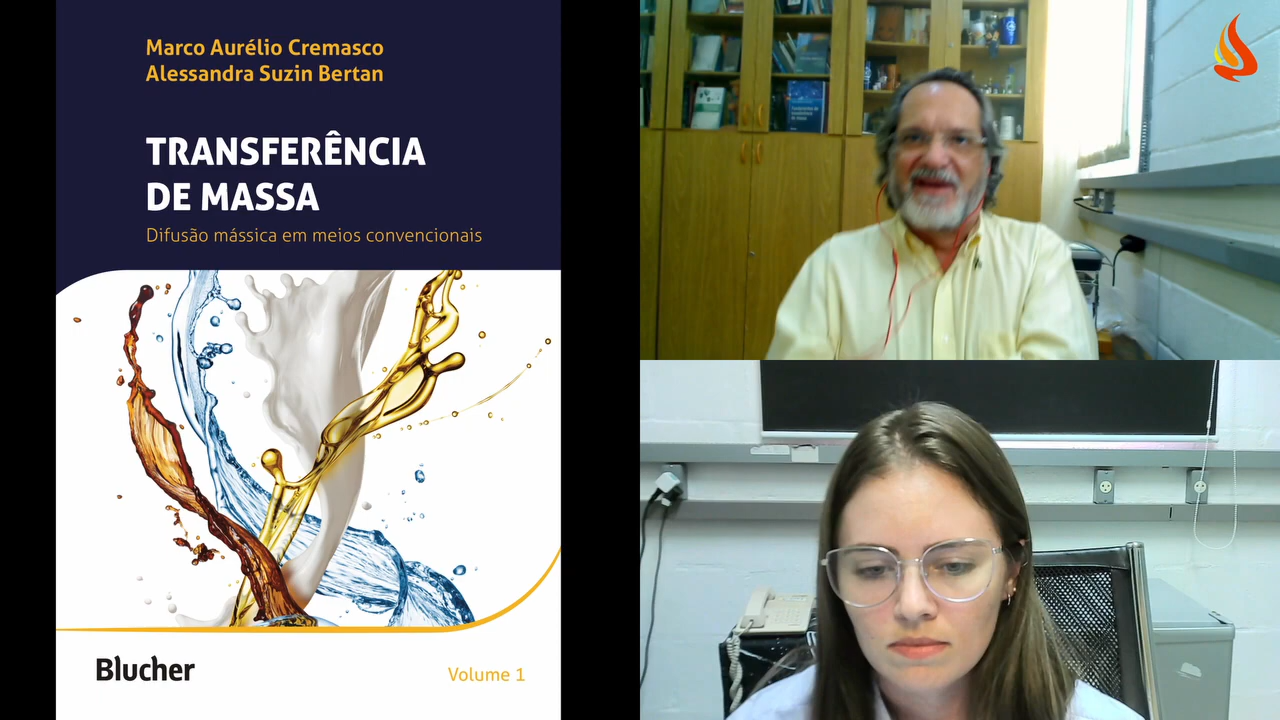 Marco Aurélio Cremasco
Alessandra Suzin Bertan
TRANSFERÊNCIA
DE MASSA
Difusão mássica em meios convencionais
Blucher
Volume 1